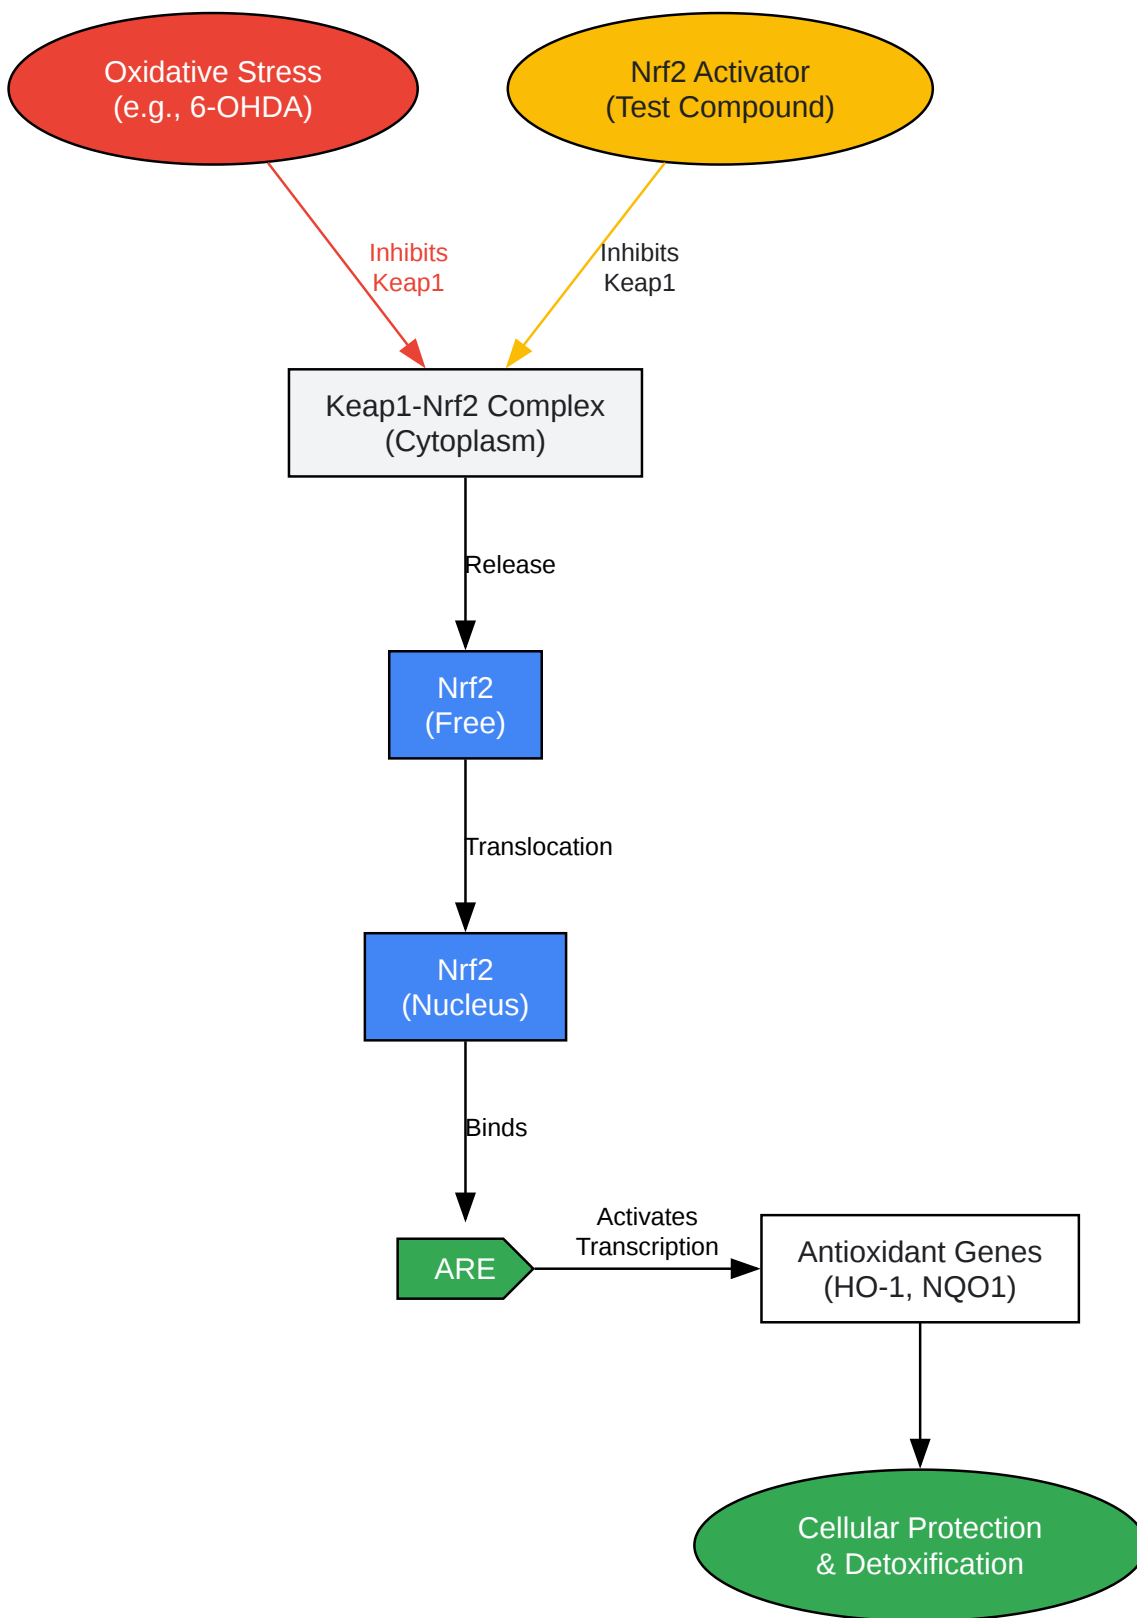 Oxidative Stress
(e.g., 6-OHDA)
Nrf2 Activator
(Test Compound)
Inhibits
Keap1
Inhibits
Keap1
Keap1-Nrf2 Complex
(Cytoplasm)
Release
Nrf2
(Free)
Translocation
Nrf2
(Nucleus)
Binds
ARE
Activates
Transcription
Antioxidant Genes
(HO-1, NQO1)
Cellular Protection
& Detoxification